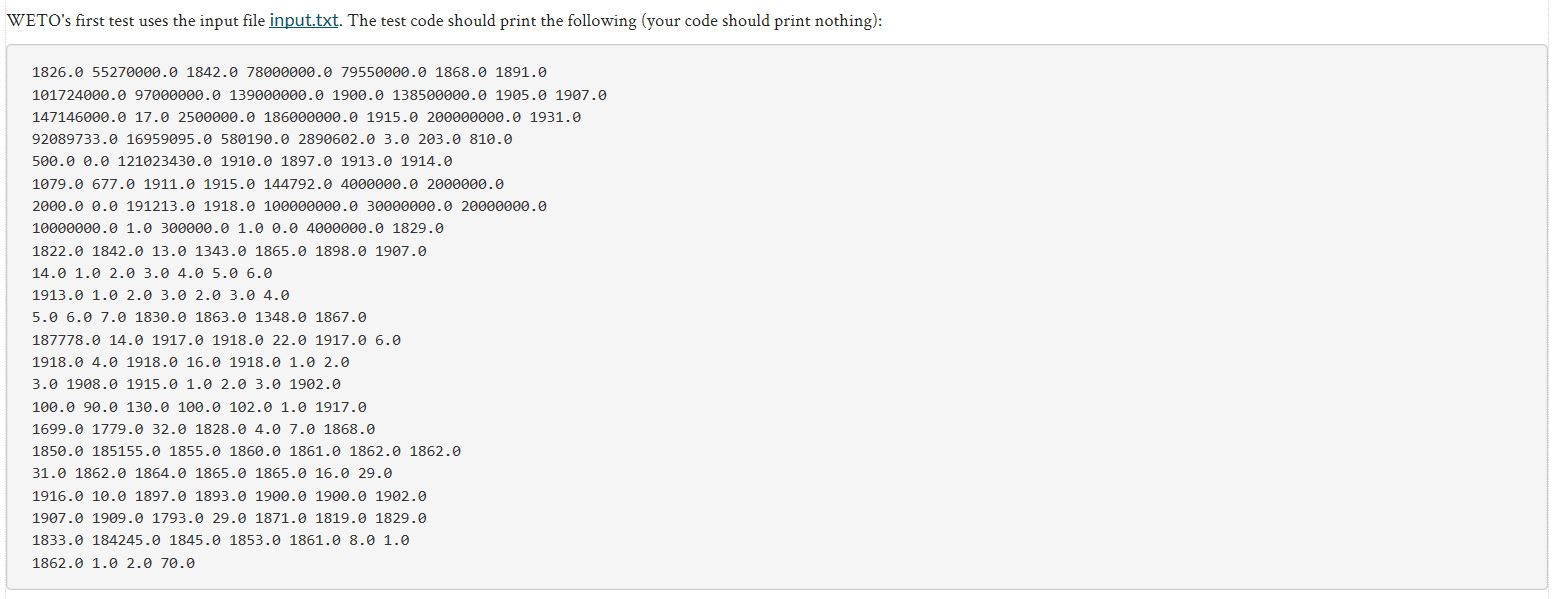 WETO's first test uses the input file input.txt. The test code should print the following (your code should print nothing):
1826.0 55270000.0 1842.0 78000000.0 79550000.0 1868.0 1891.0
101724000.0 97000000.0 139000000.0 1900.0 138500000.0 1905.0 1907.0
147146000.0 17.0 2500000.0 186000000.0 1915.0 200000000.0 1931.0
92089733.0 16959095.0 580190.0 2890602.0 3.0 203.0 810.0
500.0 0.0 121023430.0 1910.0 1897.0 1913.0 1914.0
1079.0 677.0 1911.0 1915.0 144792.0 4000000.0 2000000.0
2000.0 0.0 191213.0 1918.0 100000000.0 30000000.0 20000000.0
10000000.0 1.0 300000.0 1.0 0.0 4000000.0 1829.0
1822.0 1842.0 13.0 1343.0 1865.0 1898.0 1907.0
14.0 1.0 2.0 3.0 4.0 5.0 6.0
1913.0 1.0 2.0 3.0 2.0 3.0 4.0
5.0 6.0 7.0 1830.0 1863.0 1348.0 1867.0
187778.0 14.0 1917.0 1918.0 22.0 1917.0 6.0
1918.0 4.0 1918.0 16.0 1918.0 1.0 2.0
3.0 1908.0 1915.0 1.0 2.0 3.0 1902.0
100.0 90.0 130.0 100.0 102.0 1.0 1917.0
1699.0 1779.0 32.0 1828.0 4.0 7.0 1868.0
1850.0 185155.0 1855.0 1860.0 1861.0 1862.0 1862.0
31.0 1862.0 1864.0 1865.0 1865.0 16.0 29.0
1916.0 10.0 1897.0 1893.0 1900.0 1900.0 1902.0
1907.0 1909.0 1793.0 29.0 1871.0 1819.0 1829.0
1833.0 184245.0 1845.0 1853.0 1861.0 8.0 1.0
1862.0 1.0 2.0 70.0